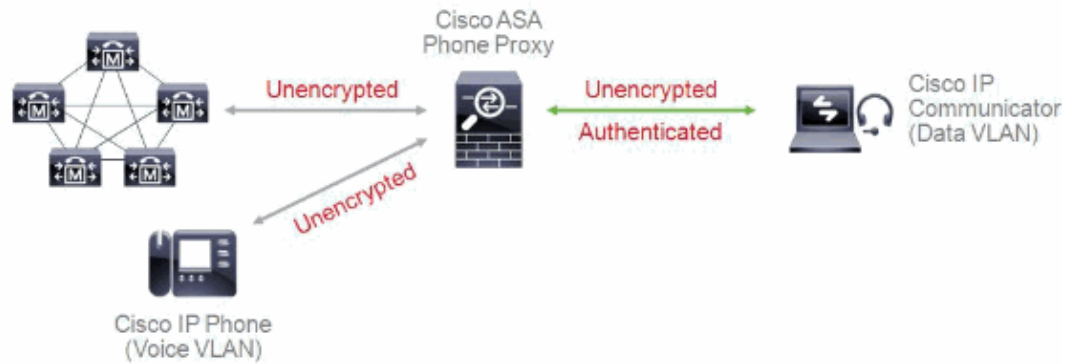 Cisco ASA
Phone Proxy
Unencrypted
Unencrypted
Authenticated
Cisco IP
Communicator
(Data VLAN)
M
M
M
M
M
Unencrypted
Cisco IP Phone
(Voice VLAN)